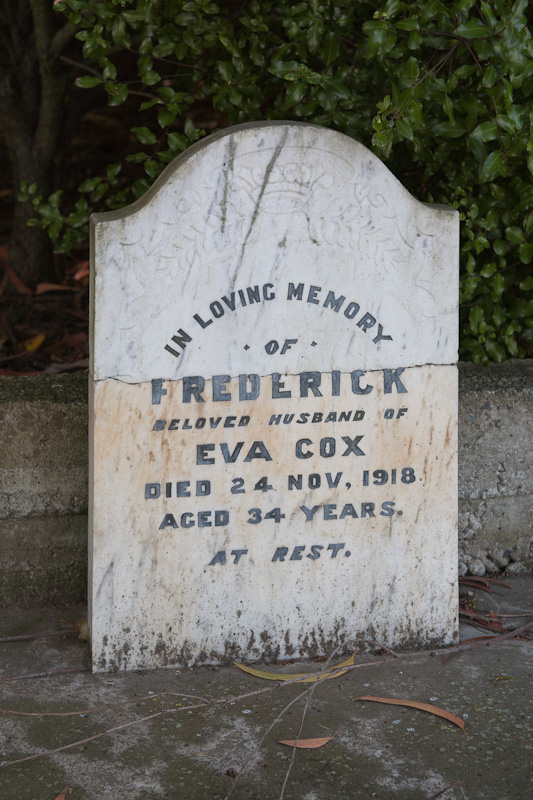 IN LOVING MEMORY
· OF ·
FREDERICK
BELOVED HUSBAND OF
EVA COX
DIED 24 NOV, 1918.
AGED 34 YEARS.
AT REST.